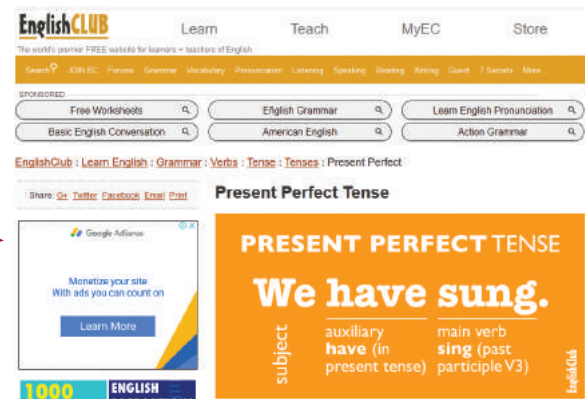 EnglishCLUB
Learn Teach MyEC Store
The world's premier FREE website for learners + teachers of English
Search JOIN EC Forums Grammar Vocabulary Pronunciation Listening Speaking Reading Writing Guest 7 Secrets More...
SPONSORED
Free Worksheets
English Grammar
Learn English Pronunciation
Basic English Conversation
American English
Action Grammar
EnglishClub : Learn English : Grammar : Verbs : Tense : Tenses : Present Perfect
Share: G+ Twitter Facebook Email Print
Present Perfect Tense
Google AdSense
Monetize your site
With ads you can count on
Learn More
1000
ENGLISH
PRESENT PERFECT TENSE
We have sung.
subject
auxiliary
have (in
present tense)
main verb
sing (past
participle V3)
EnglishClub